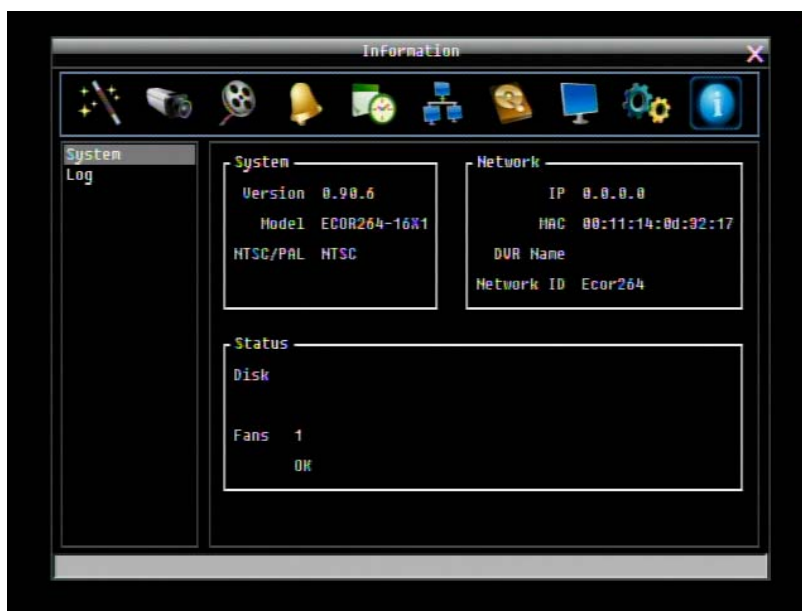 Information
System
Log
System
Version 0.90.6
Model ECOR264-16X1
NTSC/PAL NTSC
Network
IP 0.0.0.0
MAC 00:11:14:0d:32:17
DVR Name
Network ID Ecor264
Status
Disk
Fans 1
OK